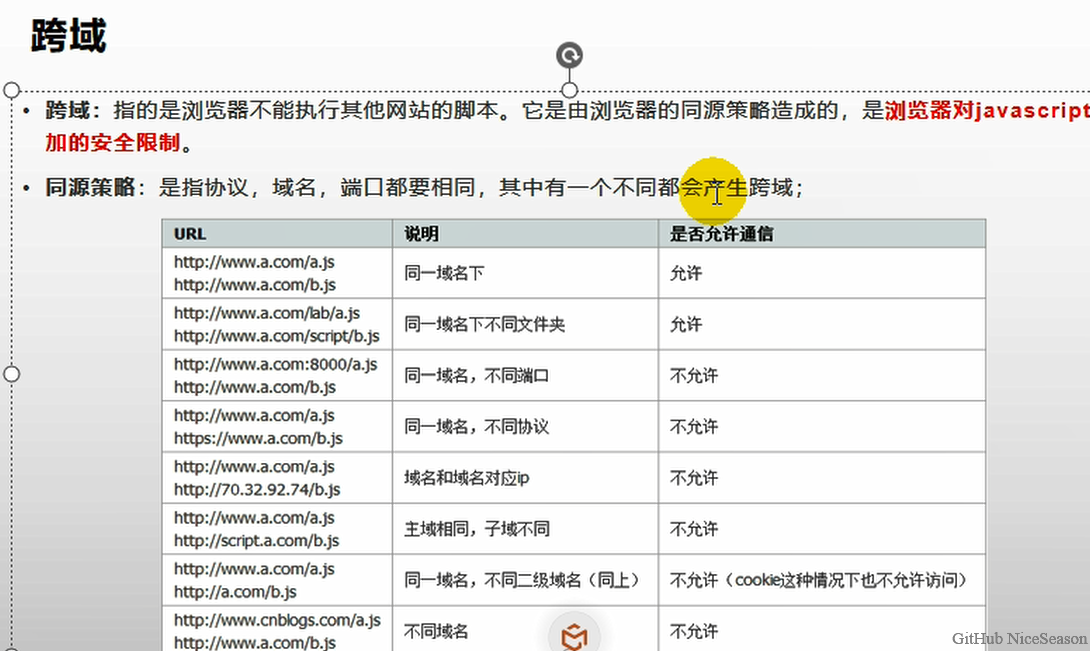 跨域
• 跨域：指的是浏览器不能执行其他网站的脚本。它是由浏览器的同源策略造成的，是浏览器对javascript
加的安全限制。
• 同源策略：是指协议，域名，端口都要相同，其中有一个不同都会产生跨域；
URL 说明 是否允许通信
http://www.a.com/a.js
http://www.a.com/b.js
同一域名下 允许
http://www.a.com/lab/a.js
http://www.a.com/script/b.js
同一域名下不同文件夹 允许
http://www.a.com:8000/a.js
http://www.a.com/b.js
同一域名，不同端口 不允许
http://www.a.com/a.js
https://www.a.com/b.js
同一域名，不同协议 不允许
http://www.a.com/a.js
http://70.32.92.74/b.js
域名和域名对应ip 不允许
http://www.a.com/a.js
http://script.a.com/b.js
主域相同，子域不同 不允许
http://www.a.com/a.js
http://a.com/b.js
同一域名，不同二级域名（同上） 不允许（cookie这种情况下也不允许访问）
http://www.cnblogs.com/a.js
http://www.a.com/b.js
不同域名 不允许
GitHub NiceSeason